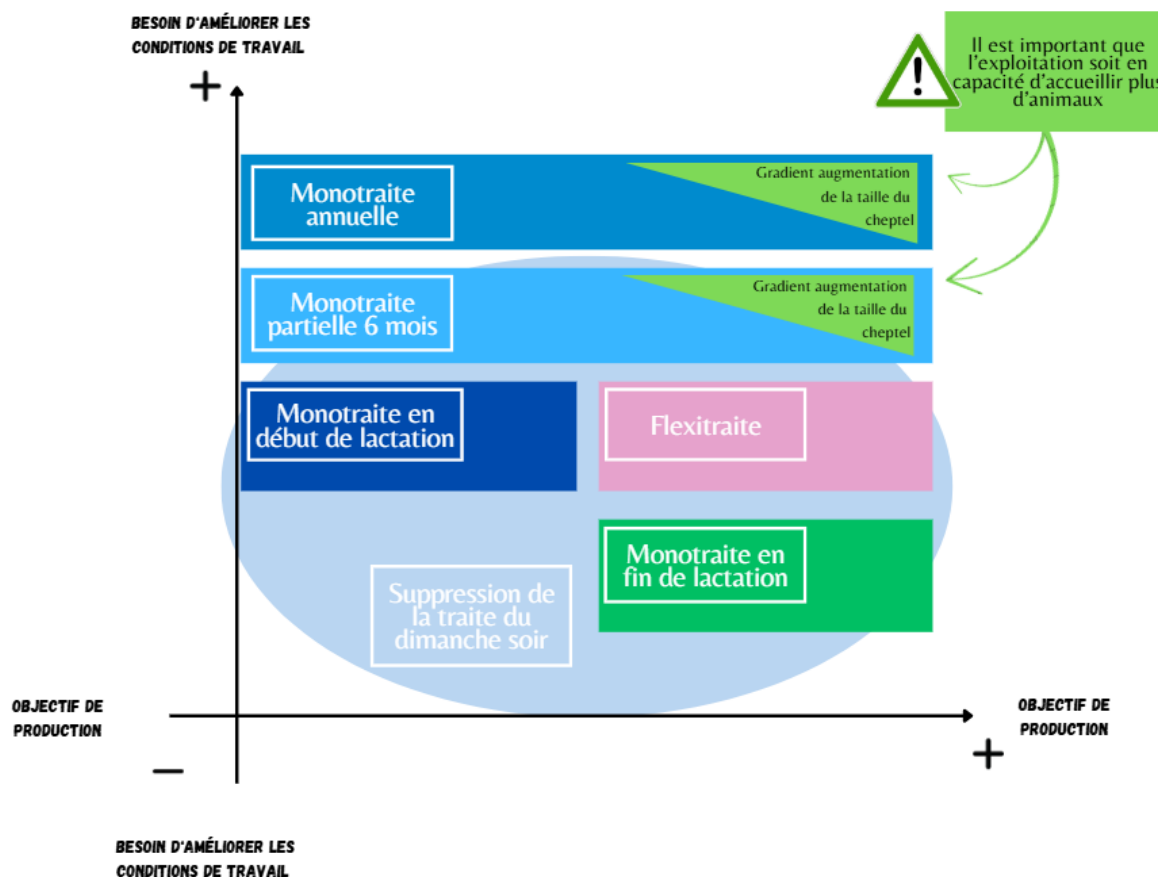 BESOIN D'AMÉLIORER LES
CONDITIONS DE TRAVAIL
+
!
Il est important que
l'exploitation soit en
capacité d'accueillir plus
d'animaux
Monotraite
annuelle
Gradient augmentation
de la taille du
cheptel
Monotraite
partielle 6 mois
Gradient augmentation
de la taille du
cheptel
Monotraite en
début de lactation
Flexitraite
Monotraite en
fin de lactation
Suppression de
la traite du
dimanche soir
OBJECTIF DE
PRODUCTION
−
OBJECTIF DE
PRODUCTION
+
BESOIN D'AMÉLIORER LES
CONDITIONS DE TRAVAIL